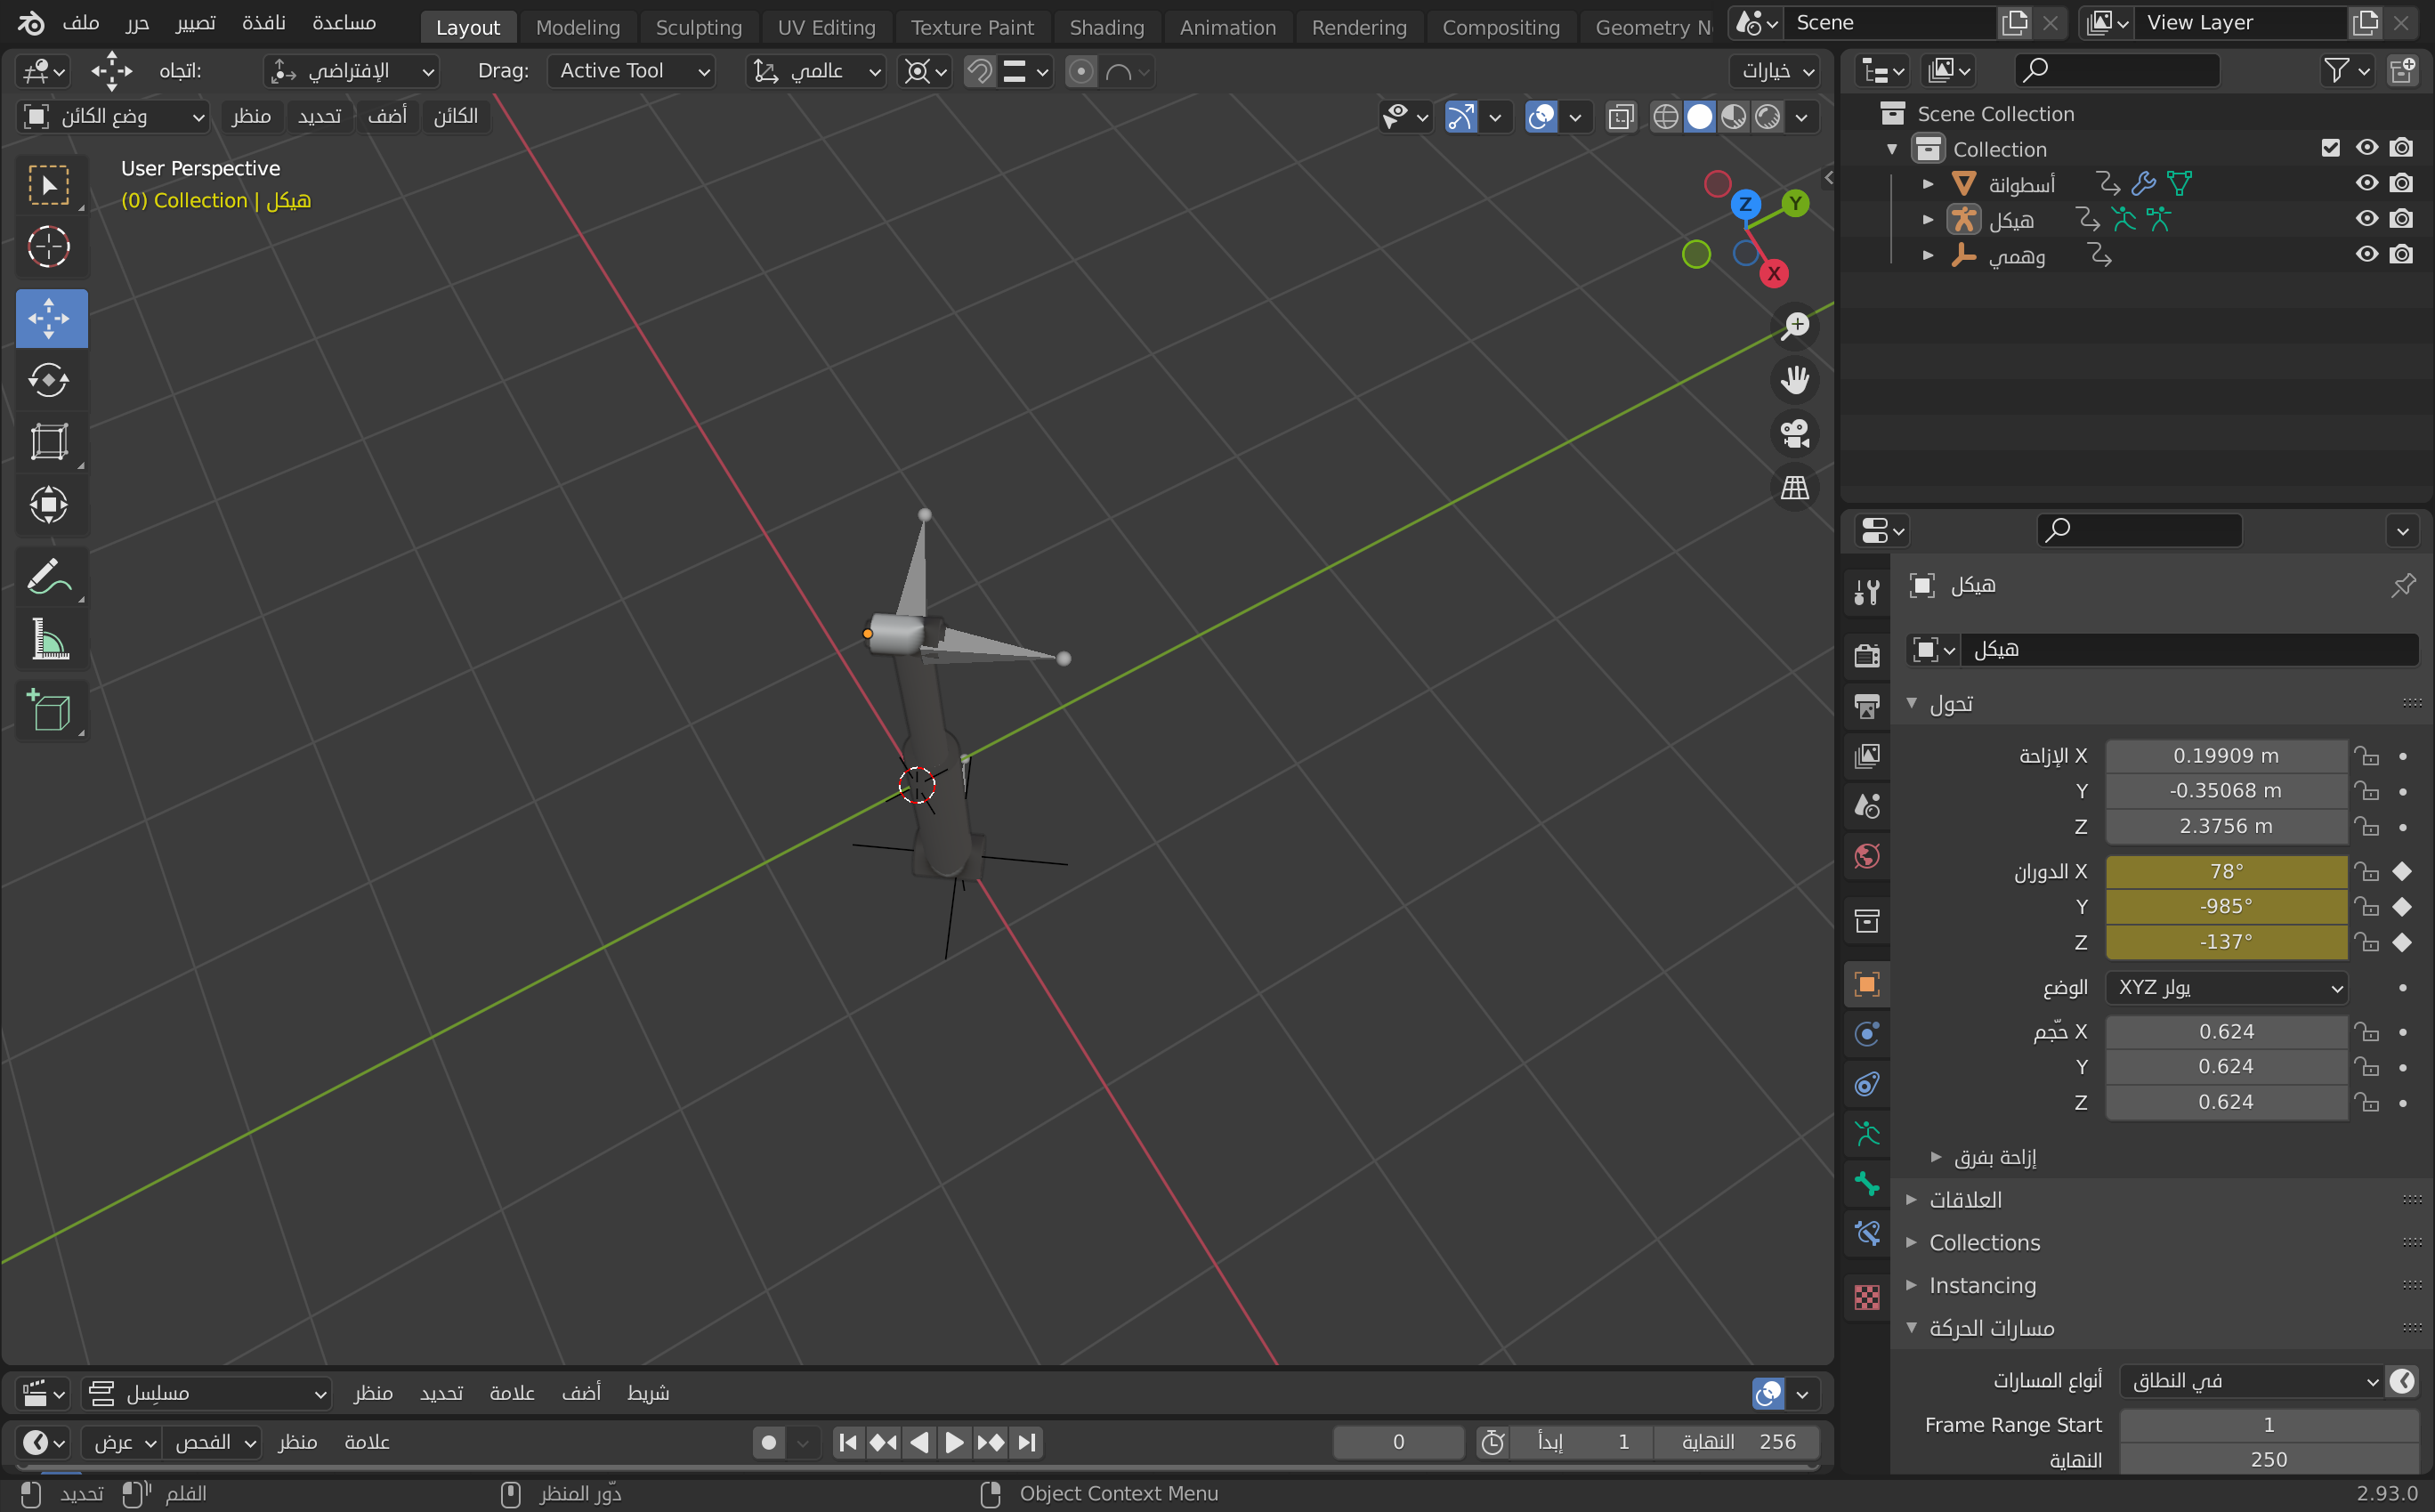 ملف حرر تصيير نافذة مساعدة Layout Modeling Sculpting UV Editing Texture Paint Shading Animation Rendering Compositing Geometry N Scene View Layer
اتجاه: الإفتراضي Drag: Active Tool عالمي خيارات
وضع الكائن منظر تحديد أضف الكائن
User Perspective
(0) Collection | هيكل
Z Y X
Scene Collection
Collection
أسطوانة
هيكل
وهمي
هيكل
هيكل
تحول
الإزاحة X 0.19909 m
Y -0.35068 m
Z 2.3756 m
الدوران X 78°
Y -985°
Z -137°
الوضع يولر XYZ
حّجم X 0.624
Y 0.624
Z 0.624
إزاحة بفرق
العلاقات
Collections
Instancing
مسارات الحركة
أنواع المسارات في النطاق
Frame Range Start 1
النهاية 250
مسلِسل منظر تحديد أضف علامة شريط
عرض الفحص منظر علامة 0 إبدأ 1 النهاية 256
تحديد الفلم دّور المنظر Object Context Menu 2.93.0